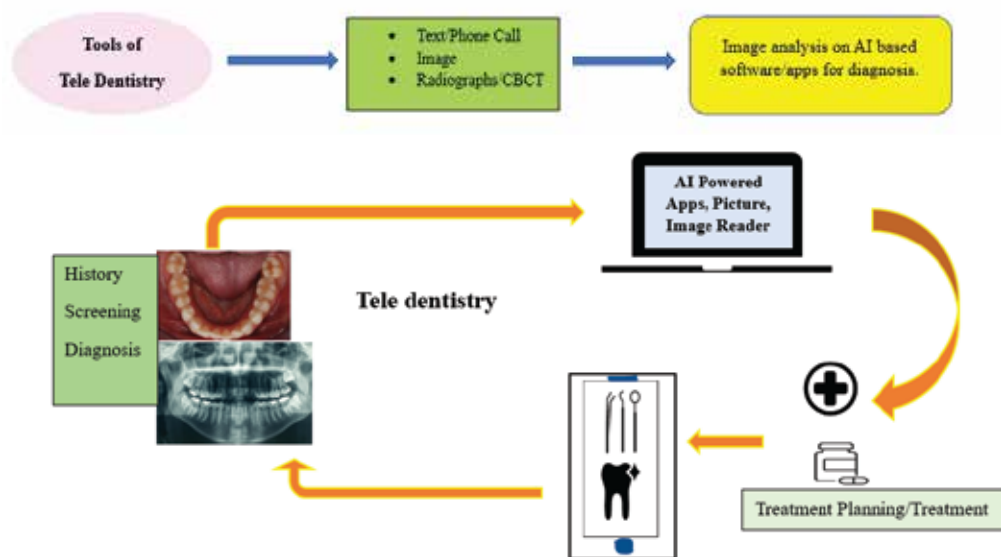 Tools of
Tele Dentistry
• Text/Phone Call
• Image
• Radiographs/CBCT
Image analysis on AI based
software/apps for diagnosis.
AI Powered
Apps, Picture,
Image Reader
History
Screening
Diagnosis
Tele dentistry
Treatment Planning/Treatment